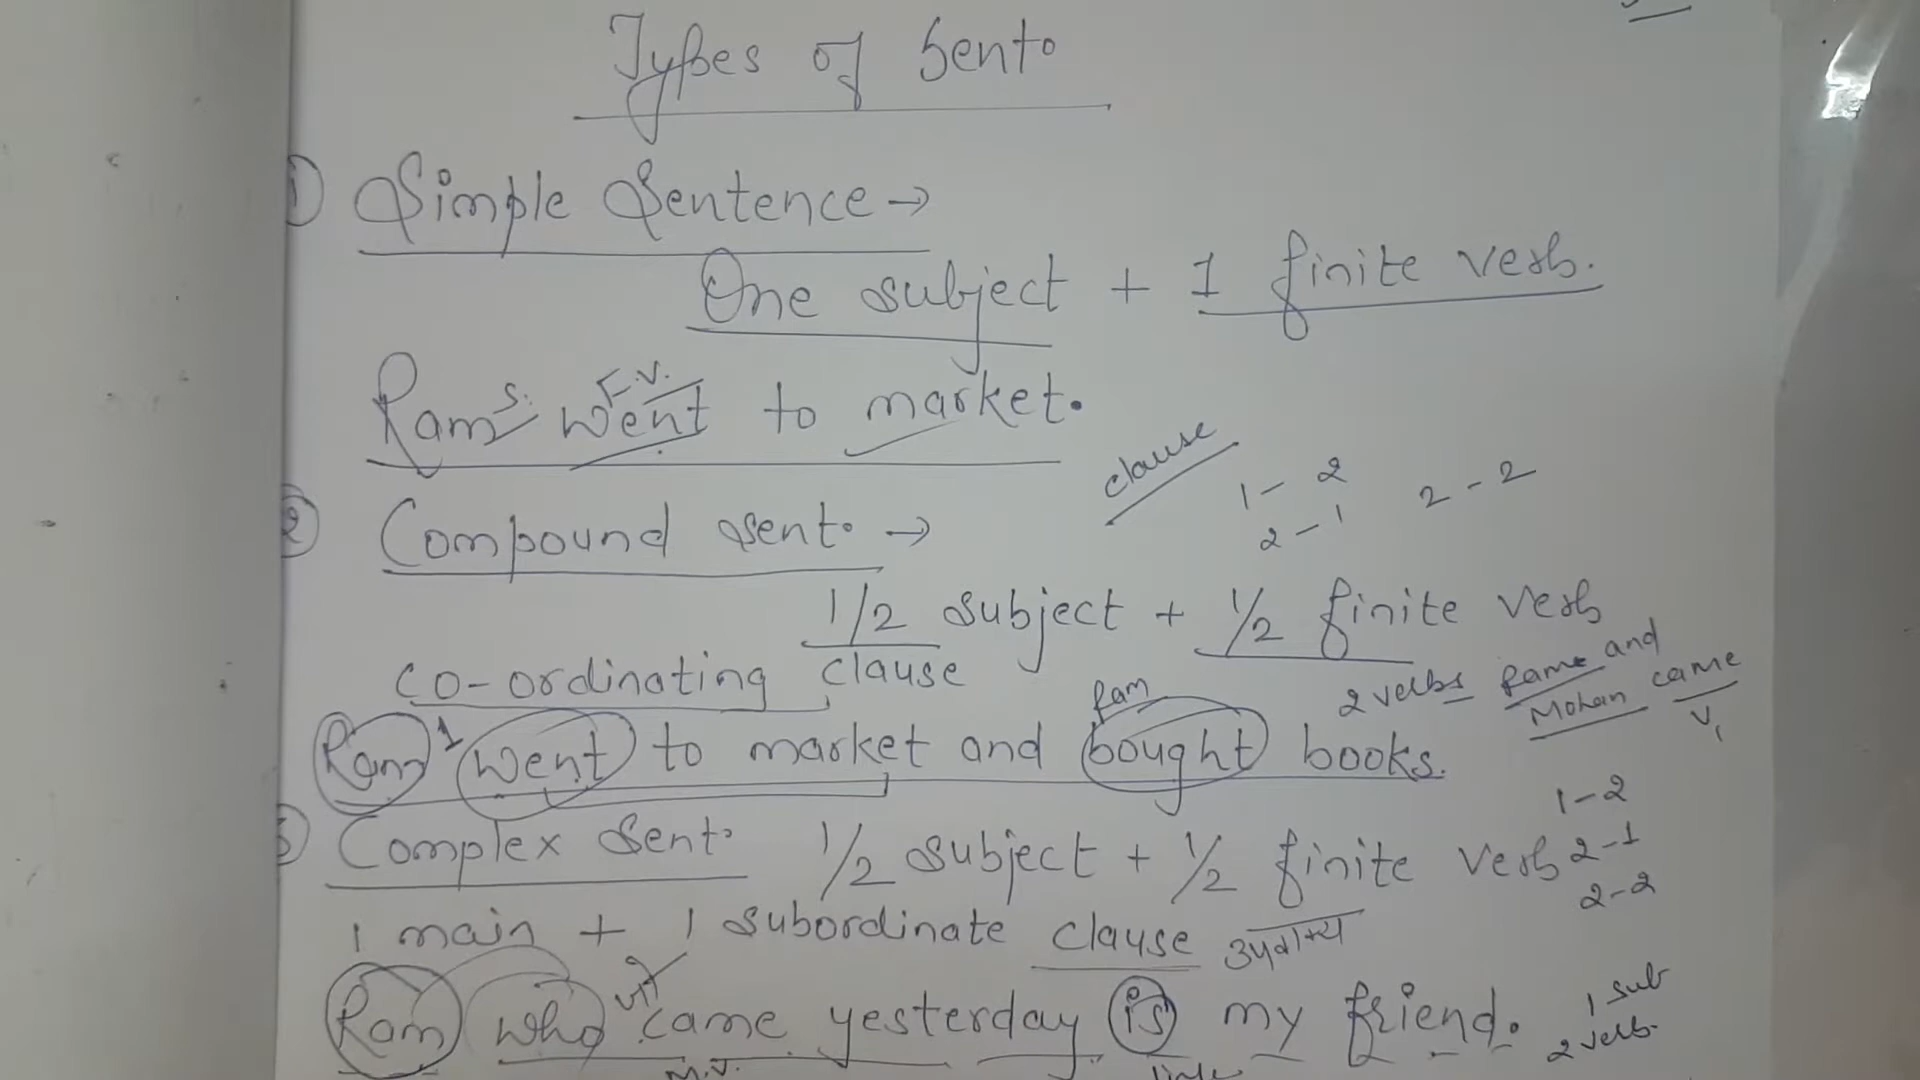 Types of Sent.
① Simple Sentence →
One subject + 1 finite verb.
S. F.V.
Ram went to market.
clause
1 - 2 2 - 2
2 - 1
② Compound Sent. →
1/2 subject + 1/2 finite verb
co-ordinating clause
2 verbs Rame and
Mohan came
V1
Ram
Ram 1 went to market and bought books.
1-2
③ Complex Sent. 1/2 subject + 1/2 finite verb 2-1
2-2
1 main + 1 subordinate clause उपवाक्य
जो
Ram who came yesterday is my friend.
1 sub
2 verb.
M.V.